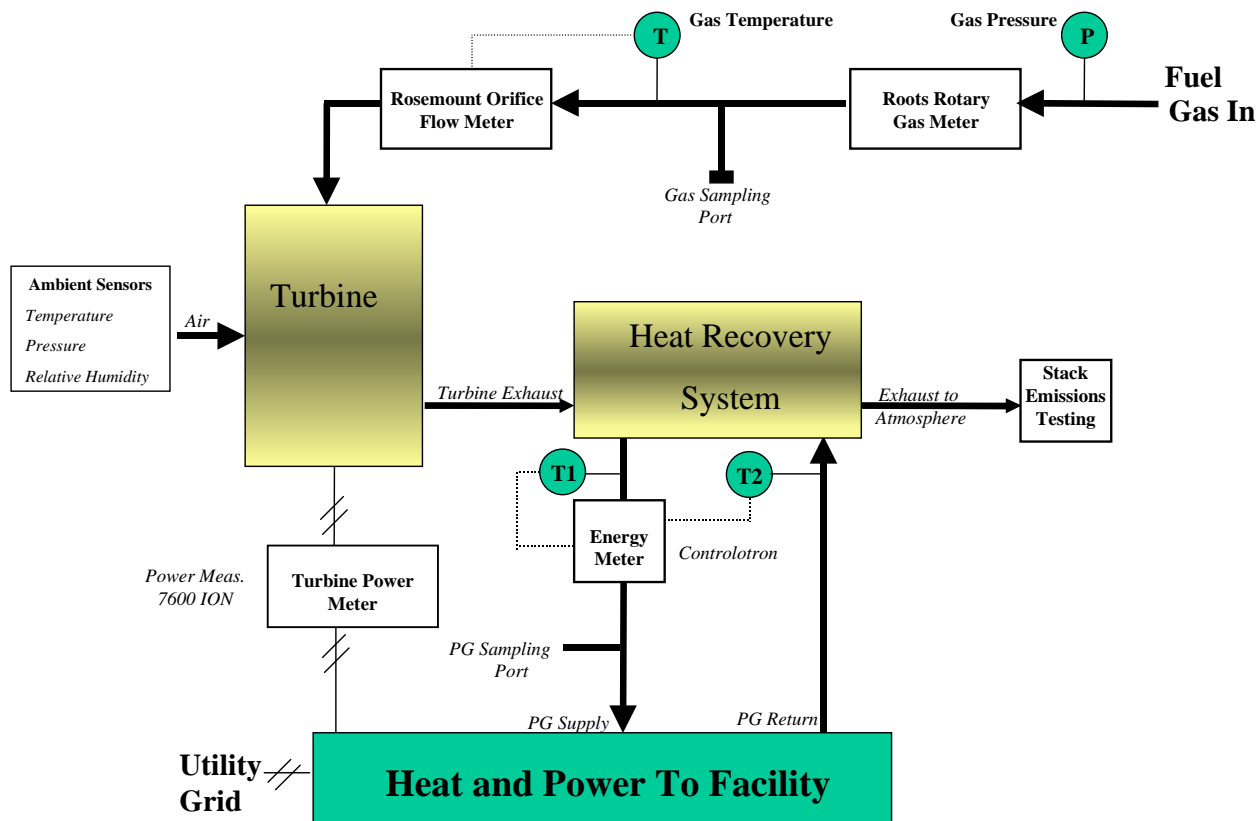 Gas Temperature
Gas Pressure
T
P
Fuel
Gas In
Rosemount Orifice
Flow Meter
Roots Rotary
Gas Meter
Gas Sampling
Port
Ambient Sensors
Temperature
Pressure
Relative Humidity
Air
Turbine
Heat Recovery
System
Turbine Exhaust
Exhaust to
Atmosphere
Stack
Emissions
Testing
T1
T2
Energy
Meter
Controlotron
Power Meas.
7600 ION
Turbine Power
Meter
PG Sampling
Port
PG Supply
PG Return
Utility
Grid
Heat and Power To Facility